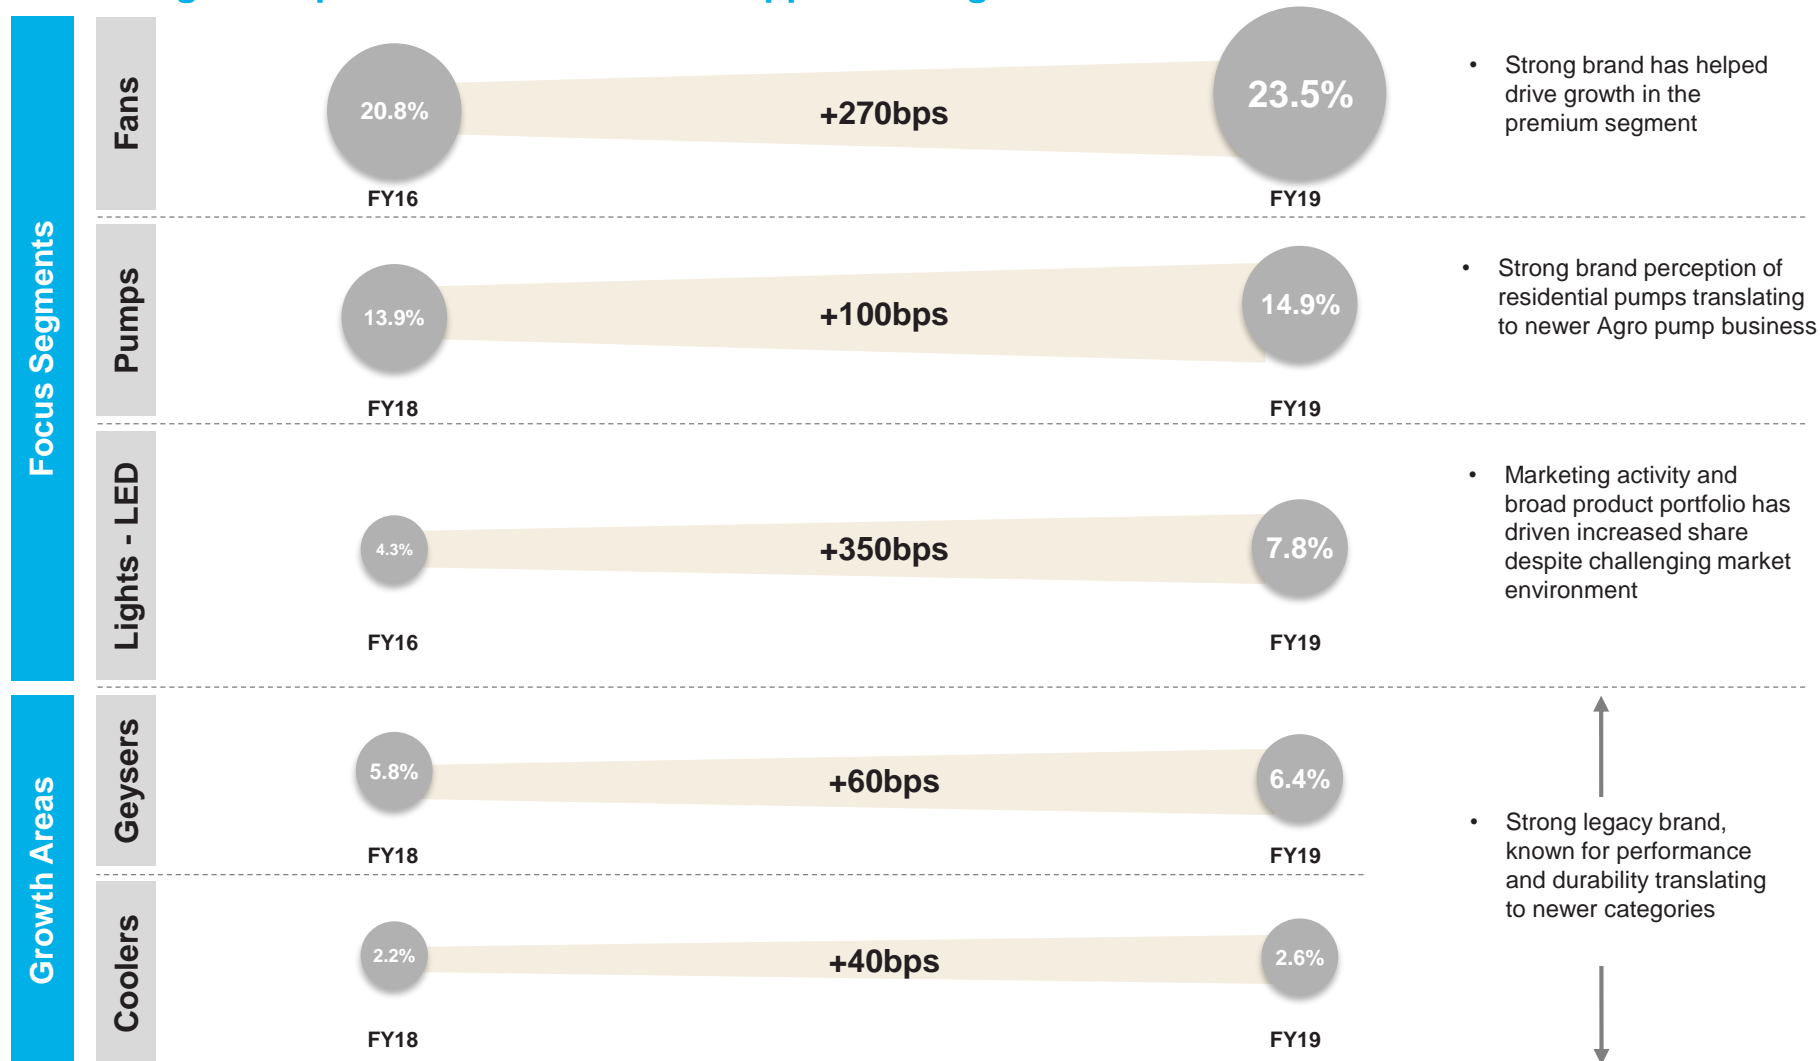 Focus Segments
Fans
20.8%
+270bps
23.5%
FY16
FY19
• Strong brand has helped
drive growth in the
premium segment
Pumps
13.9%
+100bps
14.9%
FY18
FY19
• Strong brand perception of
residential pumps translating
to newer Agro pump business
Lights - LED
4.3%
+350bps
7.8%
FY16
FY19
• Marketing activity and
broad product portfolio has
driven increased share
despite challenging market
environment
Growth Areas
Geysers
5.8%
+60bps
6.4%
FY18
FY19
• Strong legacy brand,
known for performance
and durability translating
to newer categories
Coolers
2.2%
+40bps
2.6%
FY18
FY19